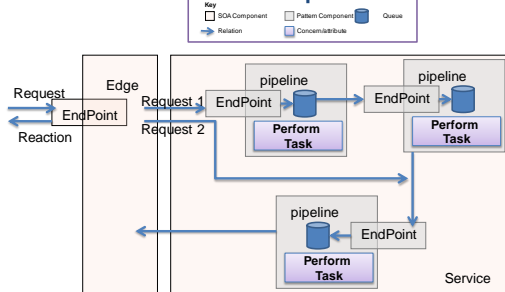 Key
SOA Component
Pattern Component
Queue
Relation
Concern/attribute
Request
Edge
EndPoint
Reaction
Request 1
Request 2
pipeline
EndPoint
Perform
Task
pipeline
EndPoint
Perform
Task
pipeline
EndPoint
Perform
Task
Service